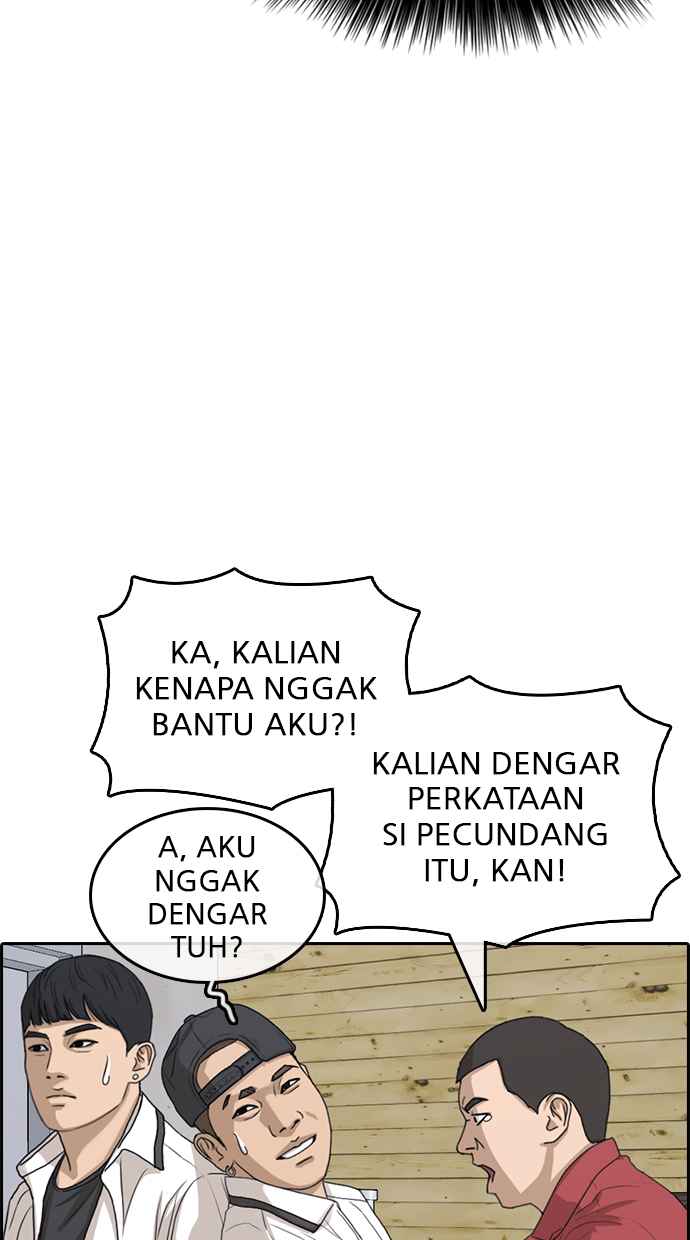 KA, KALIAN
KENAPA NGGAK
BANTU AKU?!
KALIAN DENGAR
PERKATAAN
SI PECUNDANG
ITU, KAN!
A, AKU
NGGAK
DENGAR
TUH?